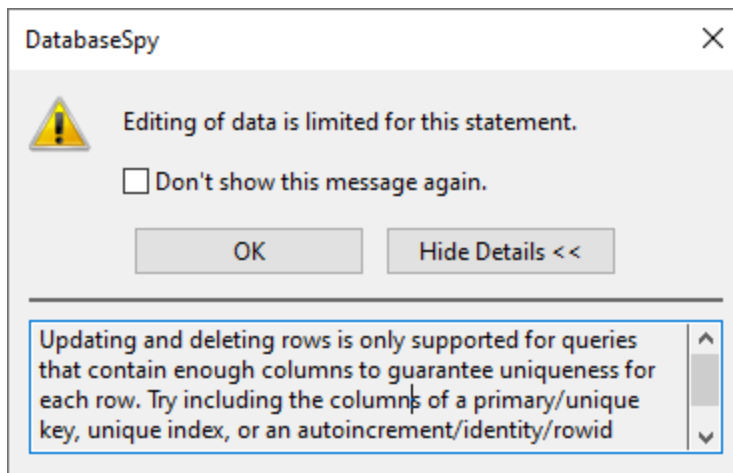 DatabaseSpy
Editing of data is limited for this statement.
Don't show this message again.
OK
Hide Details <<
Updating and deleting rows is only supported for queries
that contain enough columns to guarantee uniqueness for
each row. Try including the columns of a primary/unique
key, unique index, or an autoincrement/identity/rowid